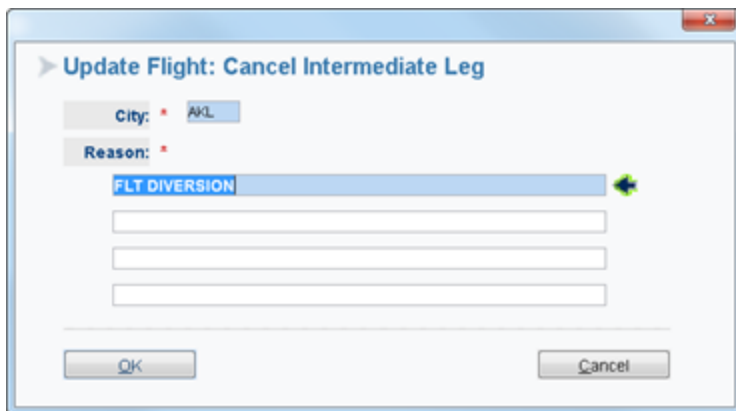 Update Flight: Cancel Intermediate Leg
City: * AKL
Reason: *
FLT DIVERSION
OK
Cancel